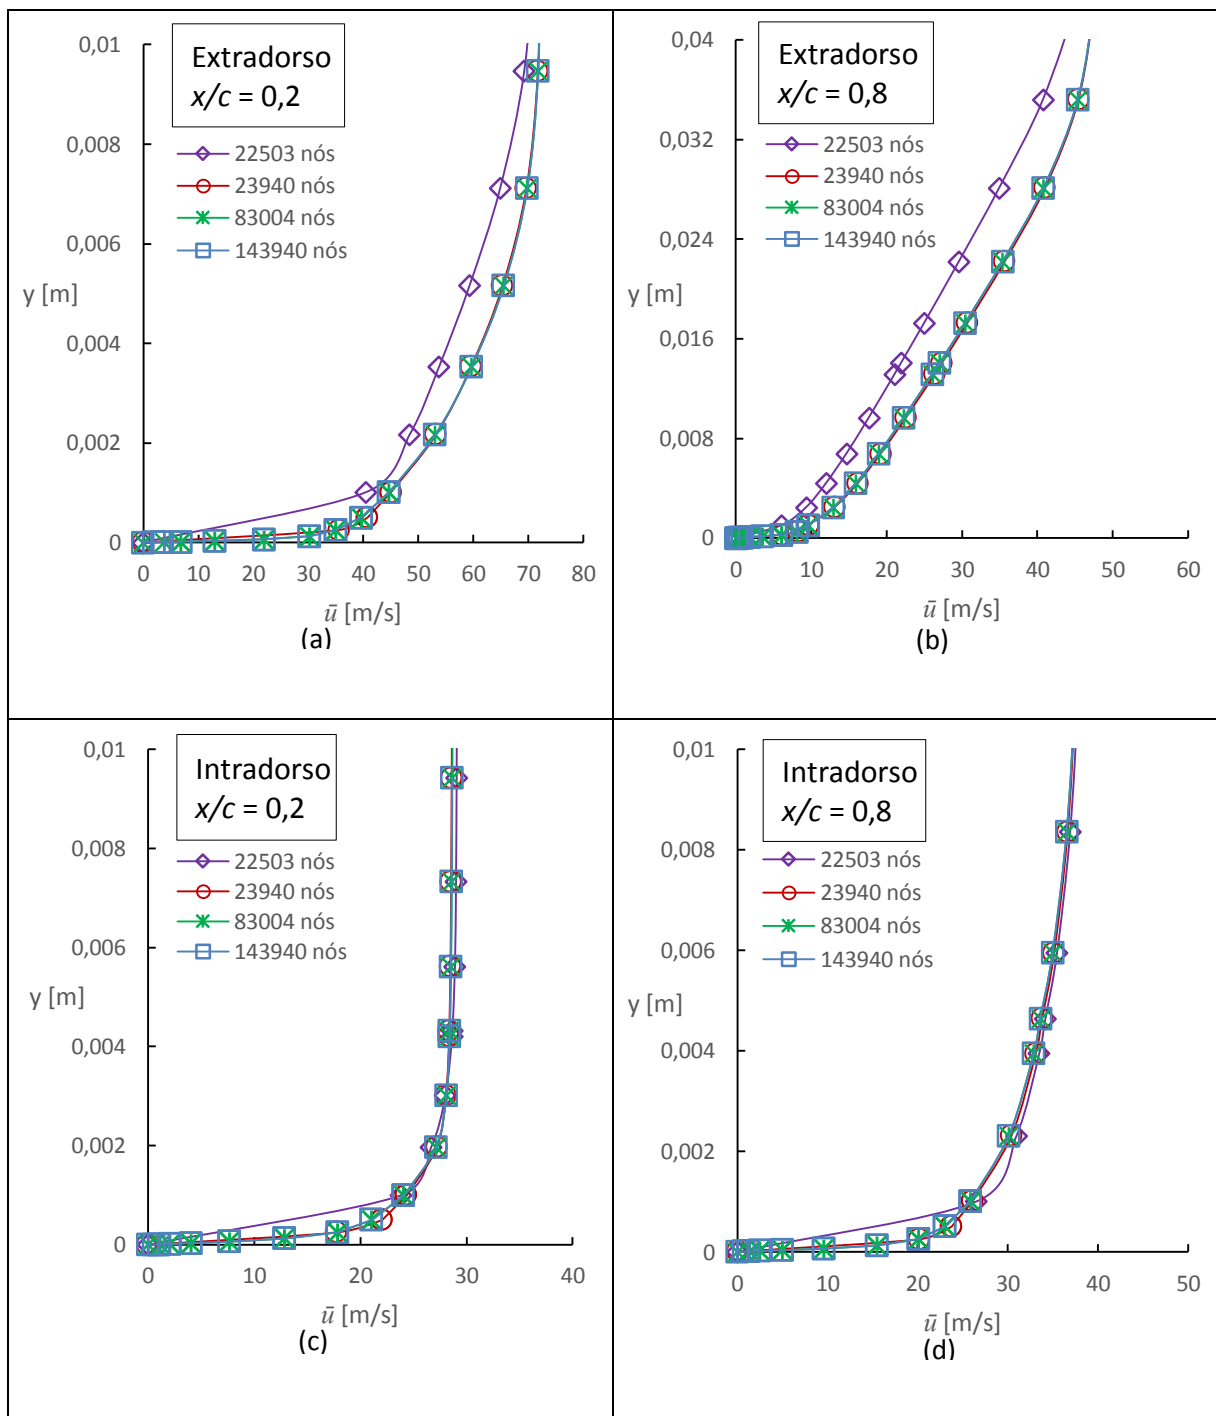 0,01
0,008
0,006
y [m]
0,004
0,002
0
Extradorso
x/c = 0,2
22503 nós
23940 nós
83004 nós
143940 nós
0 10 20 30 40 50 60 70 80
ū [m/s]
(a)
0,04
0,032
0,024
y [m]
0,016
0,008
0
Extradorso
x/c = 0,8
22503 nós
23940 nós
83004 nós
143940 nós
0 10 20 30 40 50 60
ū [m/s]
(b)
0,01
0,008
0,006
y [m]
0,004
0,002
0
Intradorso
x/c = 0,2
22503 nós
23940 nós
83004 nós
143940 nós
0 10 20 30 40
ū [m/s]
(c)
0,01
0,008
0,006
y [m]
0,004
0,002
0
Intradorso
x/c = 0,8
22503 nós
23940 nós
83004 nós
143940 nós
0 10 20 30 40 50
ū [m/s]
(d)